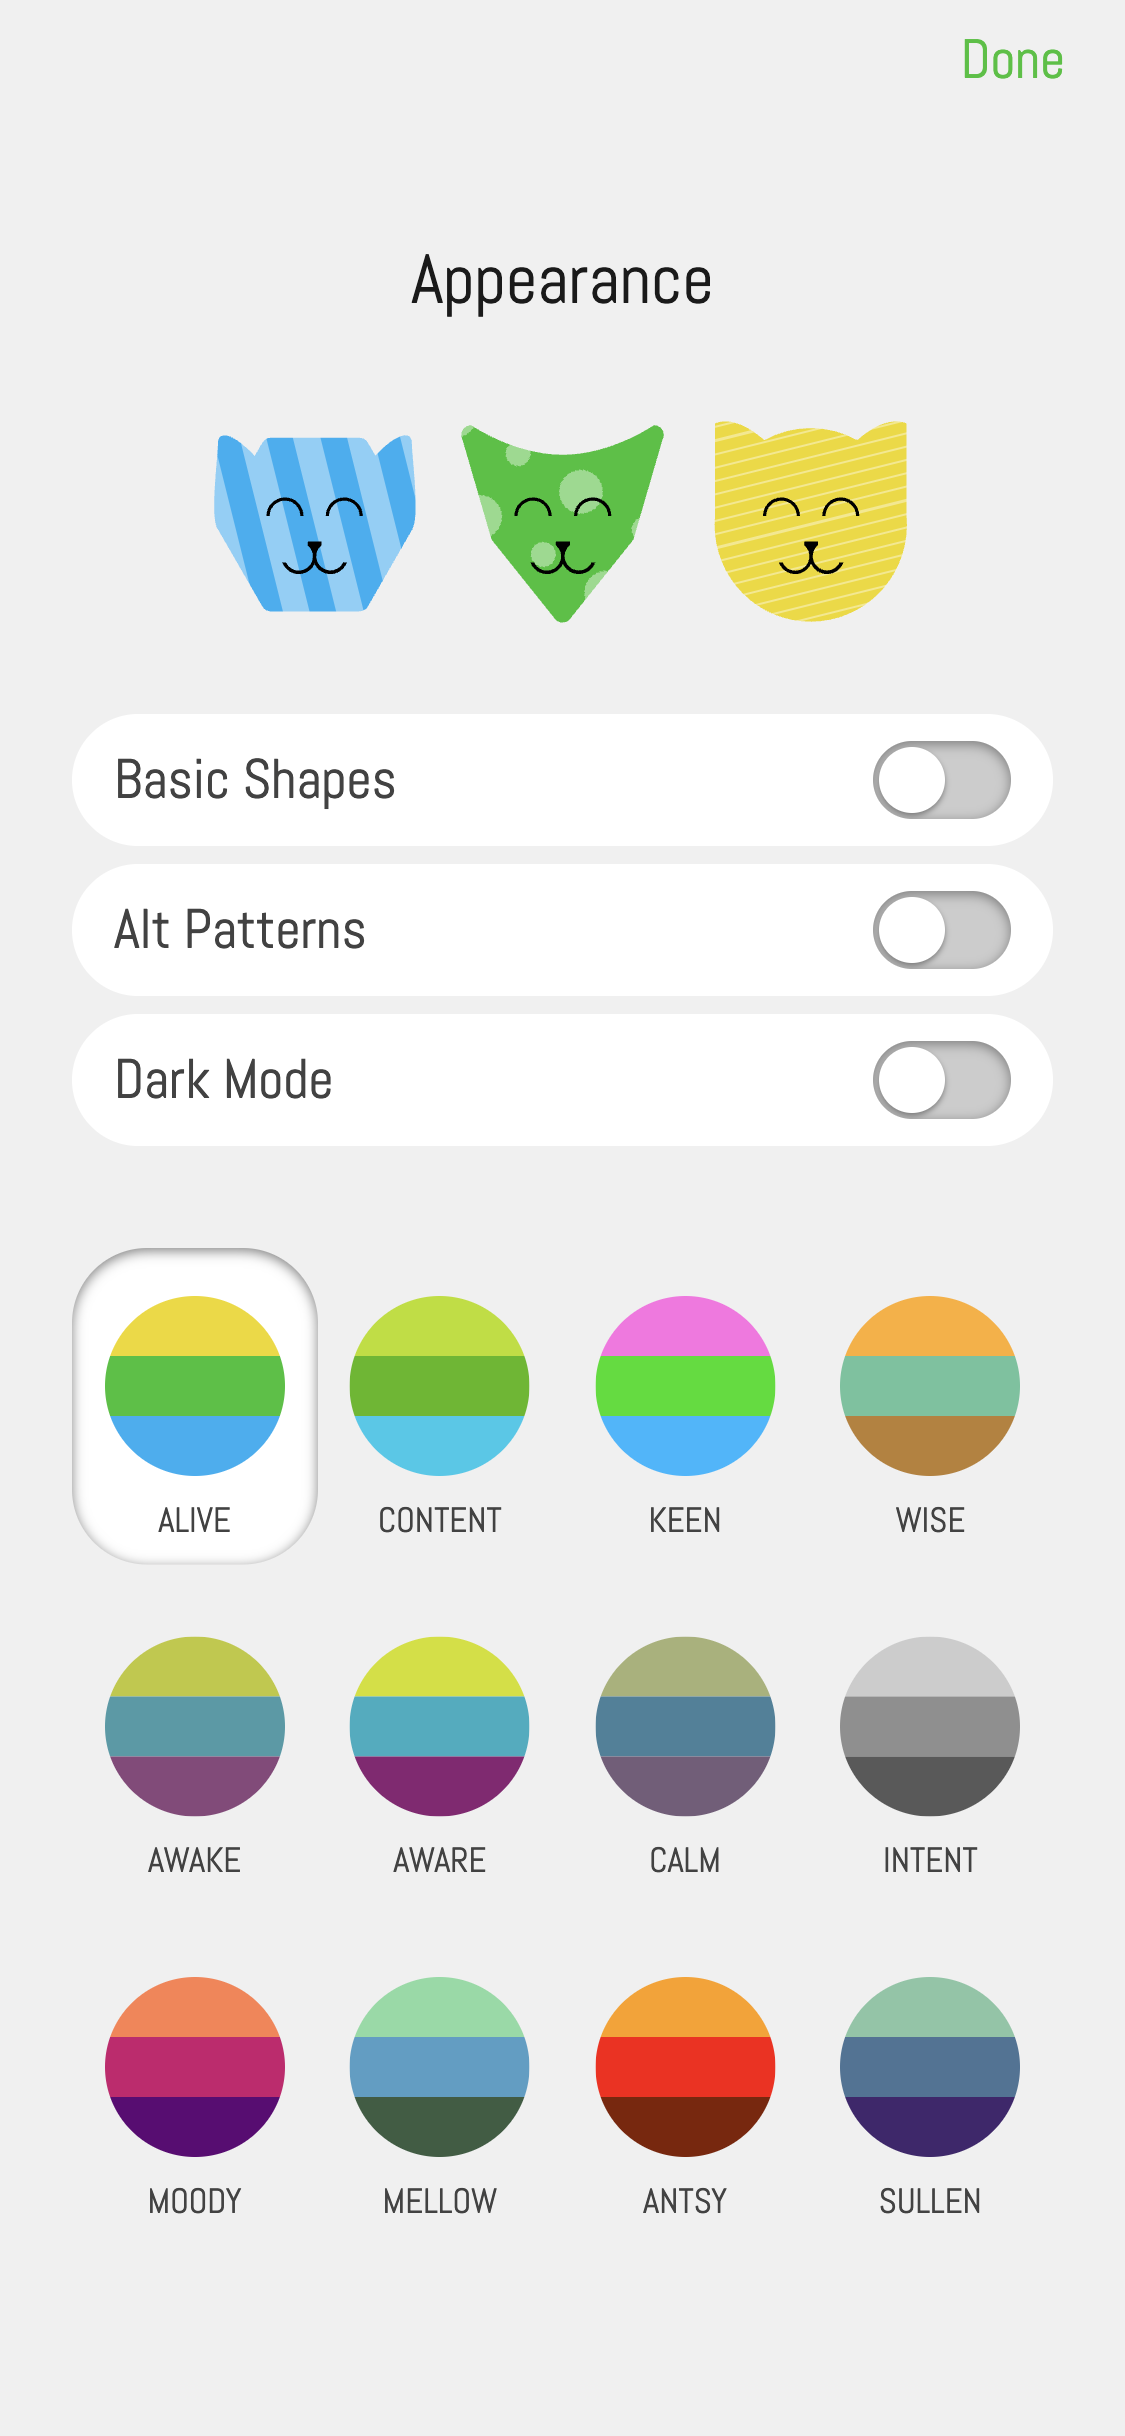 Done
Appearance
Basic Shapes
Alt Patterns
Dark Mode
ALIVE CONTENT KEEN WISE
AWAKE AWARE CALM INTENT
MOODY MELLOW ANTSY SULLEN